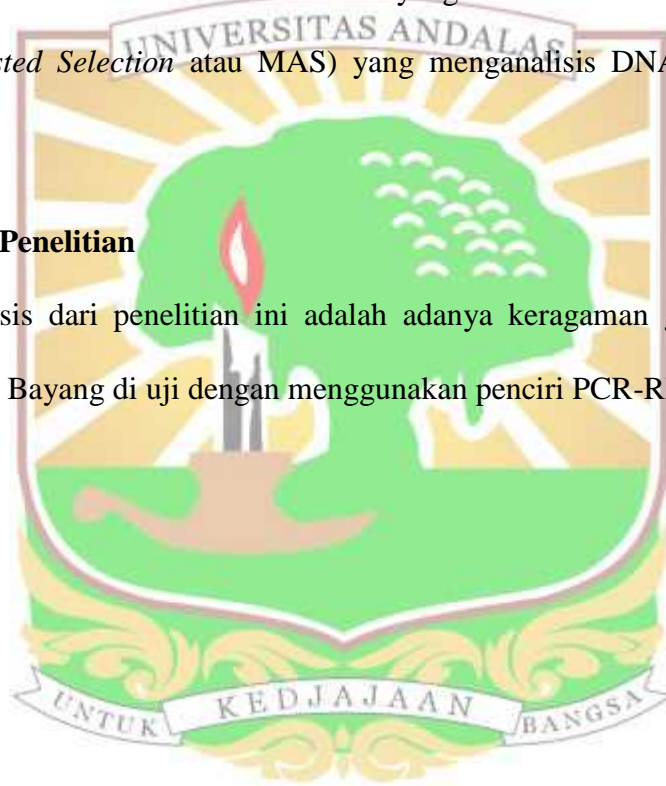 UNIVERSITAS ANDALAS
sted Selection atau MAS) yang menganalisis DNA
Penelitian
sis dari penelitian ini adalah adanya keragaman
Bayang di uji dengan menggunakan penciri PCR-R
UNTUK KEDJAJAAN BANGSA